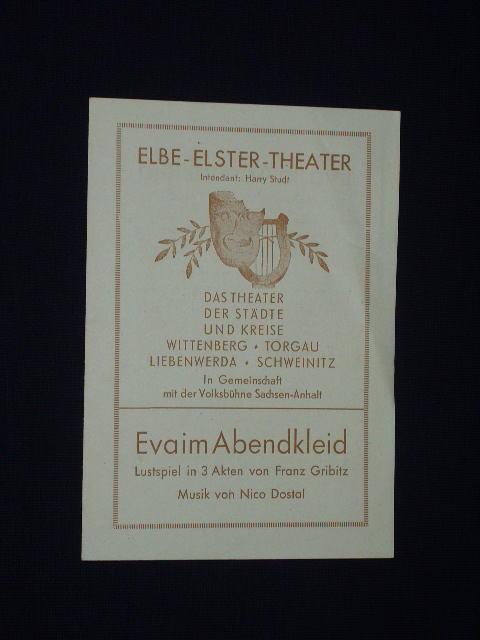 ELBE-ELSTER-THEATER
Intendant: Harry Studt
DAS THEATER
DER STÄDTE
UND KREISE
WITTENBERG • TORGAU
LIEBENWERDA • SCHWEINITZ
In Gemeinschaft
mit der Volksbühne Sachsen-Anhalt
Eva im Abendkleid
Lustspiel in 3 Akten von Franz Gribitz
Musik von Nico Dostal